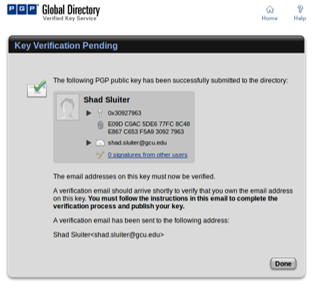 PGP Global Directory
Verified Key Service
Home Help
Key Verification Pending
The following PGP public key has been successfully submitted to the directory:
Shad Sluiter
0x30927963
E09D C0AC 5DE6 77FC 8C48
E867 C653 F5A9 3092 7963
shad.sluiter@gcu.edu
0 signatures from other users
The email addresses on this key must now be verified.
A verification email should arrive shortly to verify that you own the email address
on this key. You must follow the instructions in this email to complete the
verification process and publish your key.
A verification email has been sent to the following address:
Shad Sluiter<shad.sluiter@gcu.edu>
Done